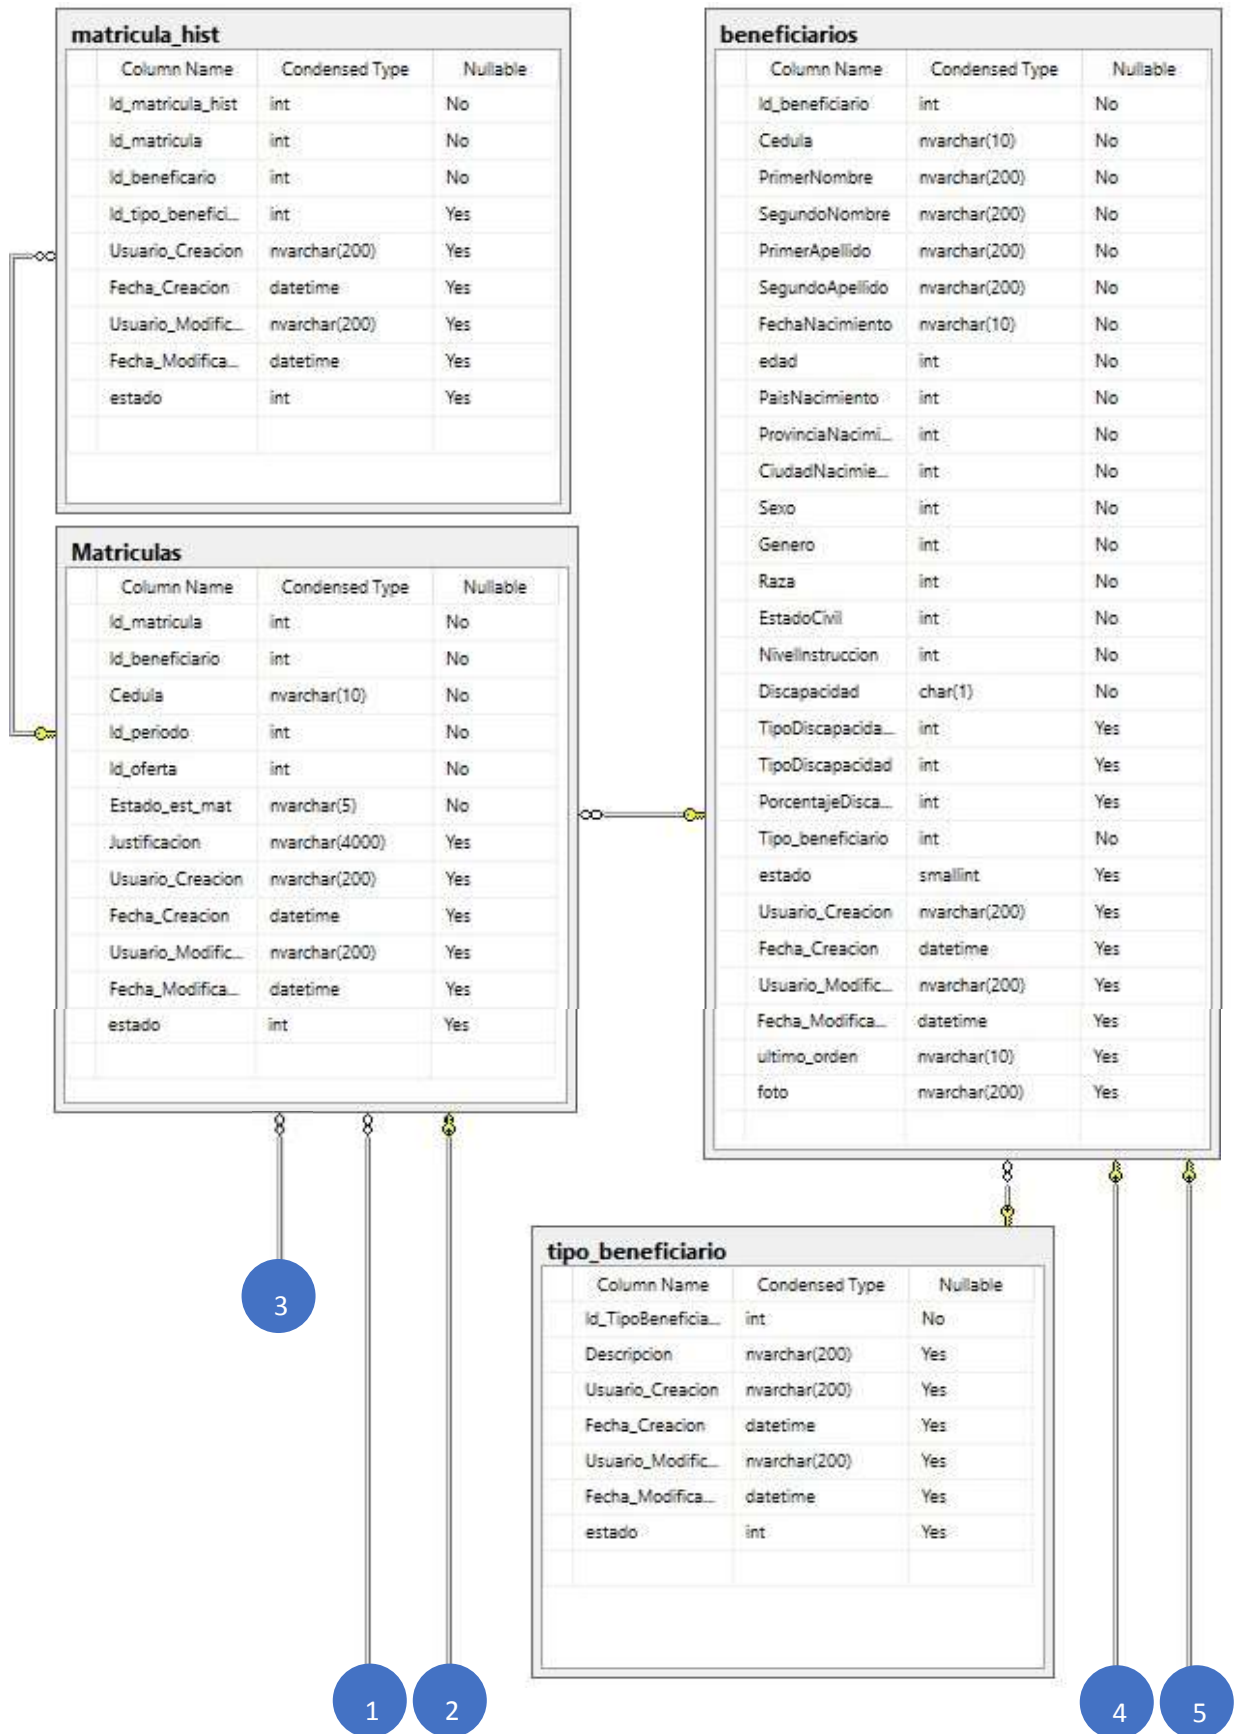 matricula_hist
Column Name Condensed Type Nullable
Id_matricula_hist int No
Id_matricula int No
Id_beneficario int No
Id_tipo_benefici... int Yes
Usuario_Creacion nvarchar(200) Yes
Fecha_Creacion datetime Yes
Usuario_Modific... nvarchar(200) Yes
Fecha_Modifica... datetime Yes
estado int Yes
Matriculas
Column Name Condensed Type Nullable
Id_matricula int No
Id_beneficiario int No
Cedula nvarchar(10) No
Id_periodo int No
Id_oferta int No
Estado_est_mat nvarchar(5) No
Justificacion nvarchar(4000) Yes
Usuario_Creacion nvarchar(200) Yes
Fecha_Creacion datetime Yes
Usuario_Modific... nvarchar(200) Yes
Fecha_Modifica... datetime Yes
estado int Yes
beneficiarios
Column Name Condensed Type Nullable
Id_beneficiario int No
Cedula nvarchar(10) No
PrimerNombre nvarchar(200) No
SegundoNombre nvarchar(200) No
PrimerApellido nvarchar(200) No
SegundoApellido nvarchar(200) No
FechaNacimiento nvarchar(10) No
edad int No
PaisNacimiento int No
ProvinciaNacimi... int No
CiudadNacimie... int No
Sexo int No
Genero int No
Raza int No
EstadoCivil int No
NivelInstruccion int No
Discapacidad char(1) No
TipoDiscapacida... int Yes
TipoDiscapacidad int Yes
PorcentajeDisca... int Yes
Tipo_beneficiario int No
estado smallint Yes
Usuario_Creacion nvarchar(200) Yes
Fecha_Creacion datetime Yes
Usuario_Modific... nvarchar(200) Yes
Fecha_Modifica... datetime Yes
ultimo_orden nvarchar(10) Yes
foto nvarchar(200) Yes
tipo_beneficiario
Column Name Condensed Type Nullable
Id_TipoBeneficia... int No
Descripcion nvarchar(200) Yes
Usuario_Creacion nvarchar(200) Yes
Fecha_Creacion datetime Yes
Usuario_Modific... nvarchar(200) Yes
Fecha_Modifica... datetime Yes
estado int Yes
3
1
2
4
5